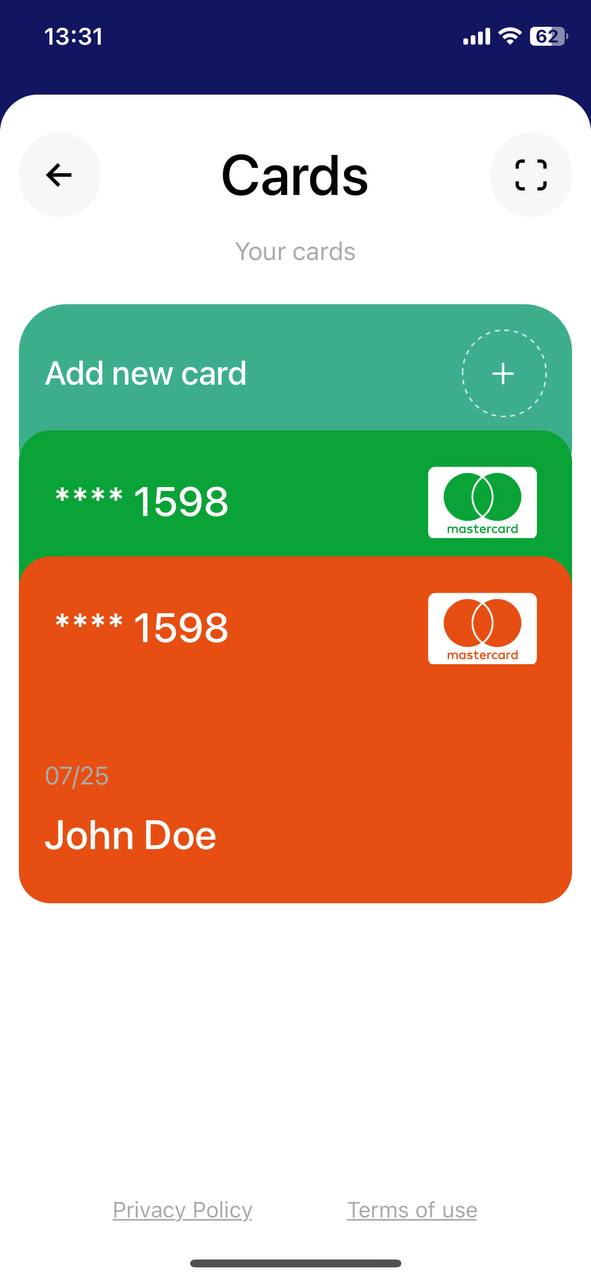 13:31
62
Cards
Your cards
Add new card
**** 1598
mastercard
**** 1598
mastercard
07/25
John Doe
Privacy Policy
Terms of use